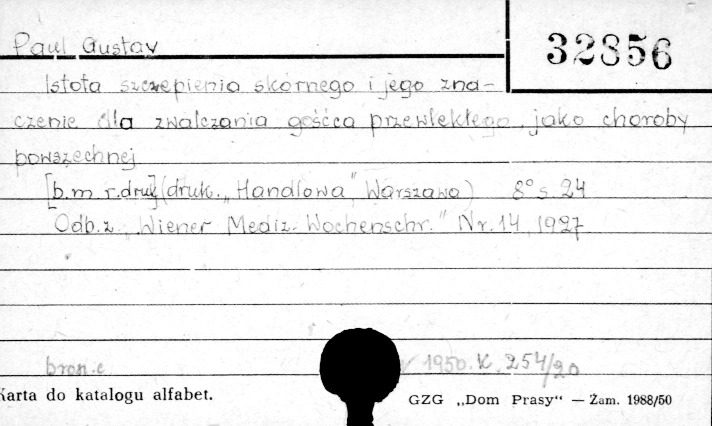 Paul Gustav
32856
Istota szczepienia skórnego i jego zna-
czenie dla zwalczania gośćca przewlekłego, jako choroby
powszechnej
[b.m r.druk] (druk. "Handlowa" Warszawa) 8° s. 24
Odb. z. "Wiener Mediz. Wochenschr." Nr. 14, 1927
bron. c
1950. K. 254/20
Karta do katalogu alfabet.
GZG „Dom Prasy“ — Zam. 1988/50